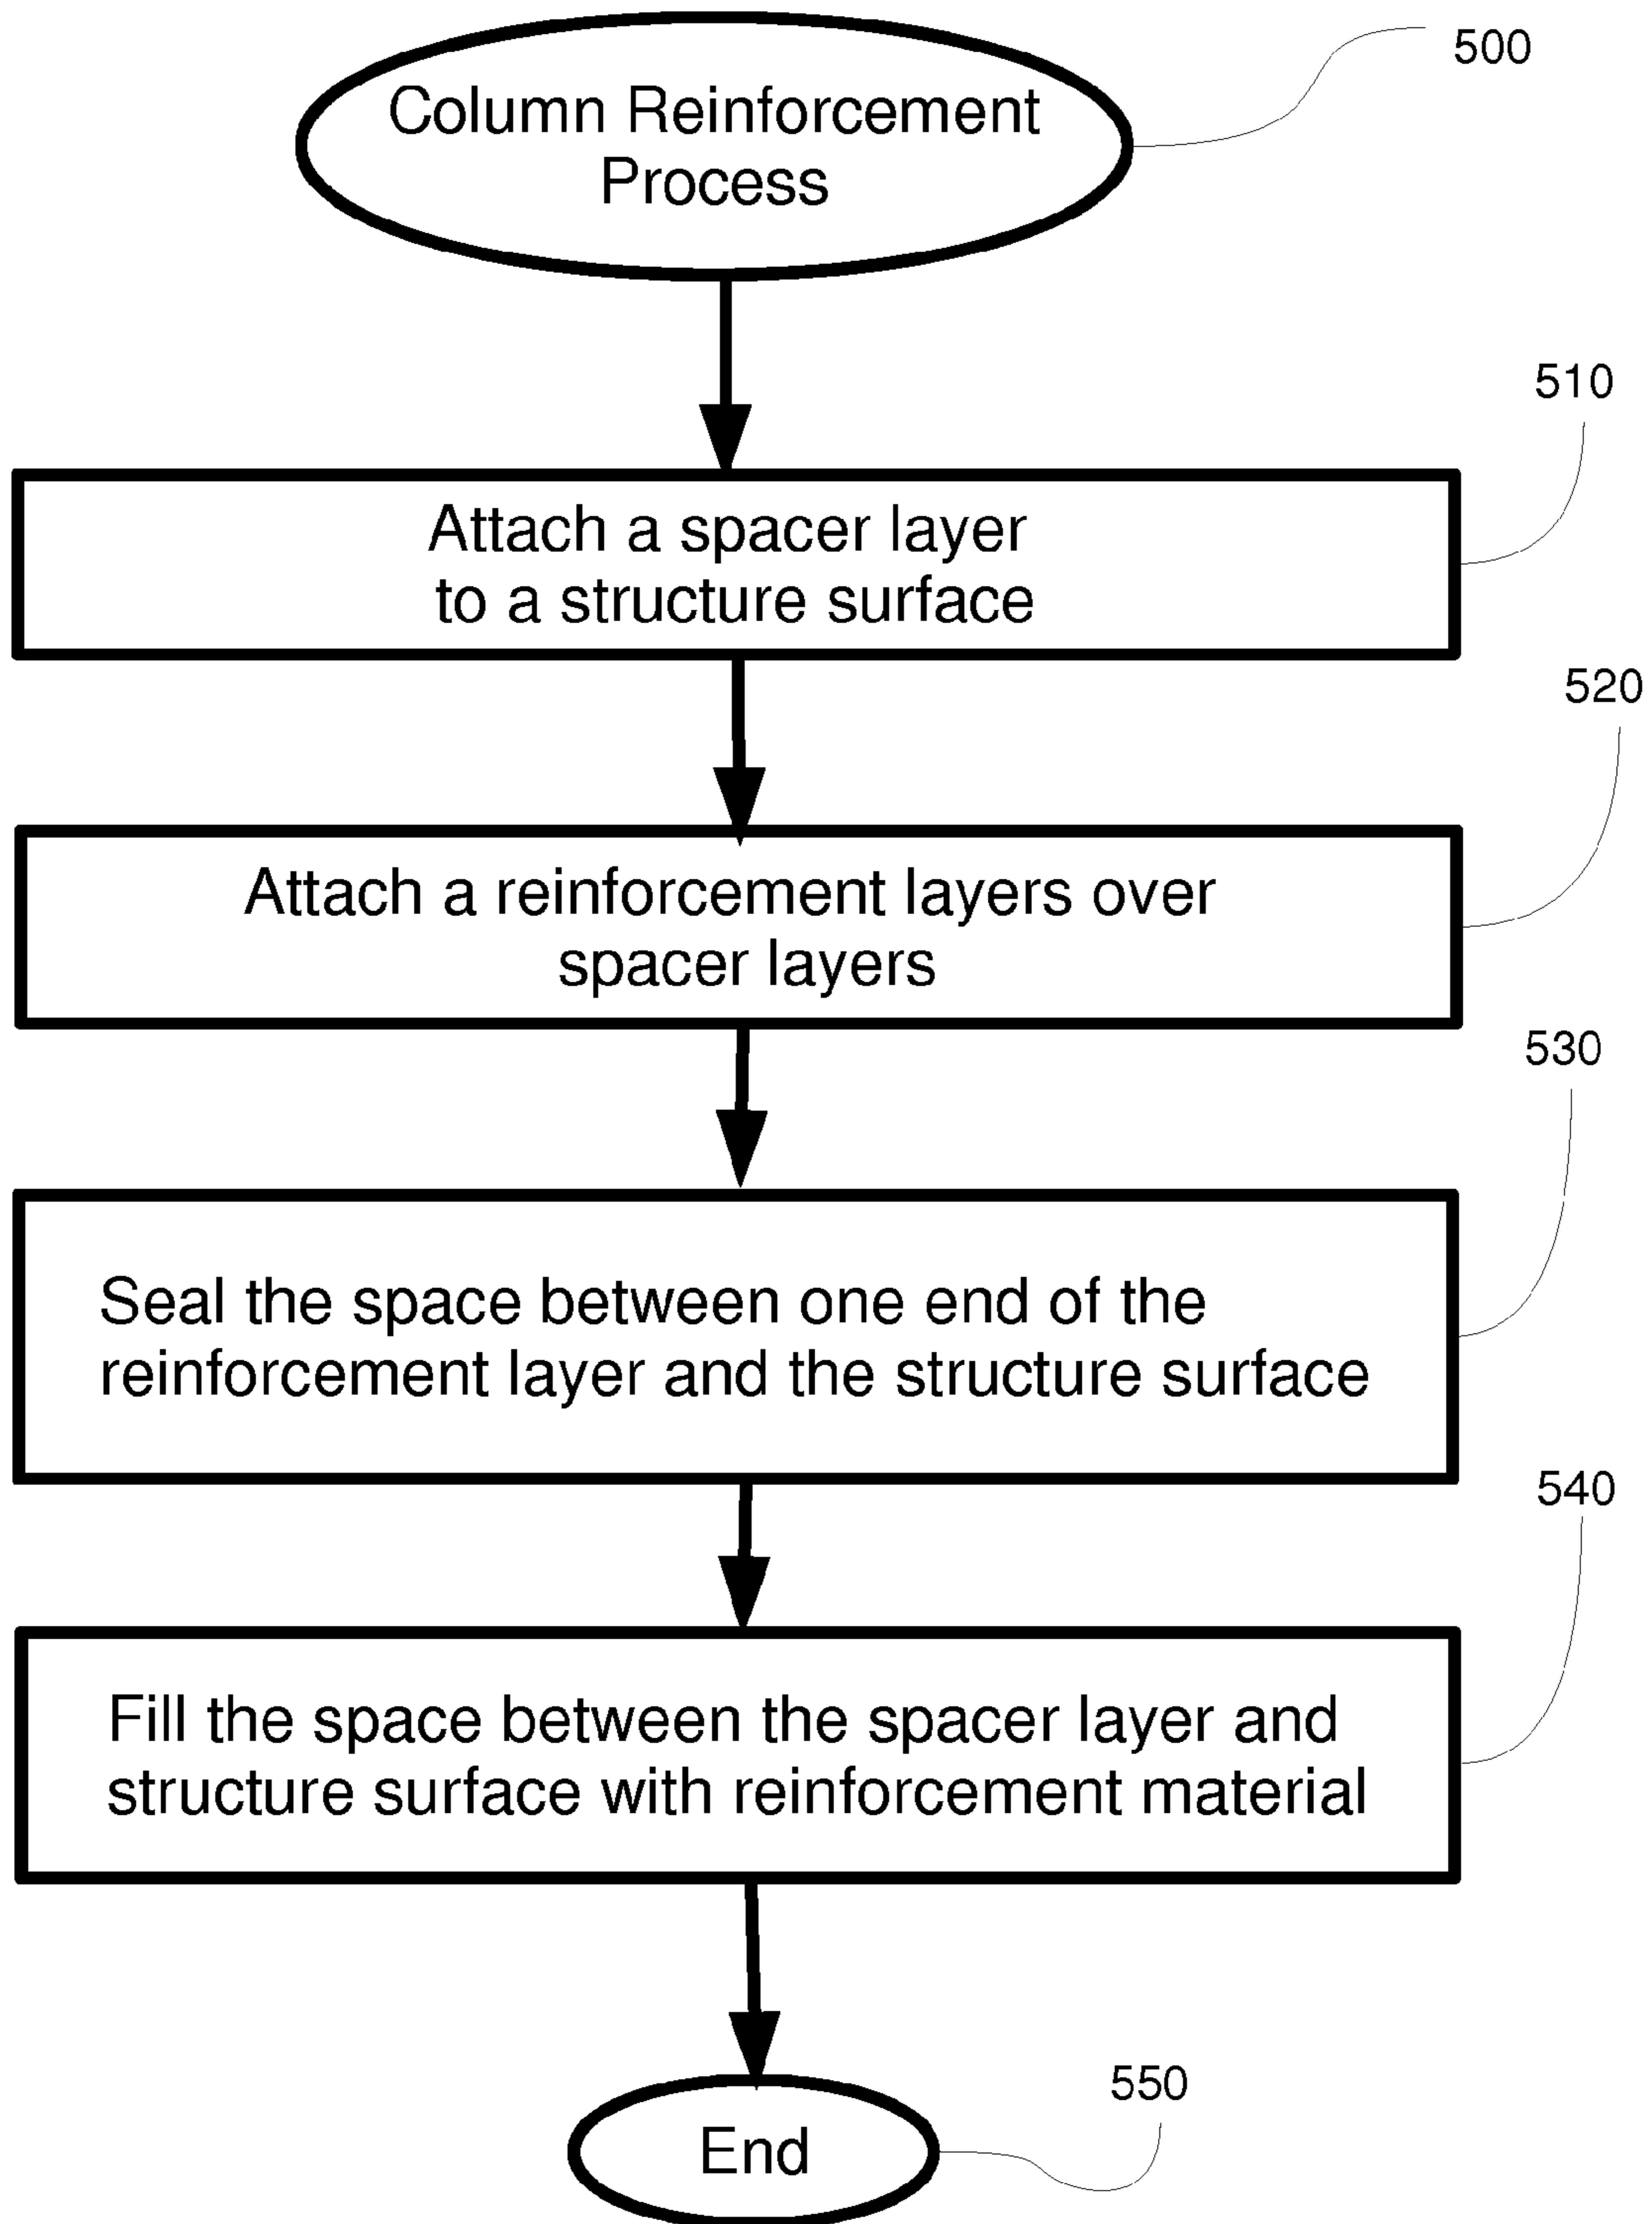 Column Reinforcement
Process
500
510
Attach a spacer layer
to a structure surface
520
Attach a reinforcement layers over
spacer layers
530
Seal the space between one end of the
reinforcement layer and the structure surface
540
Fill the space between the spacer layer and
structure surface with reinforcement material
550
End